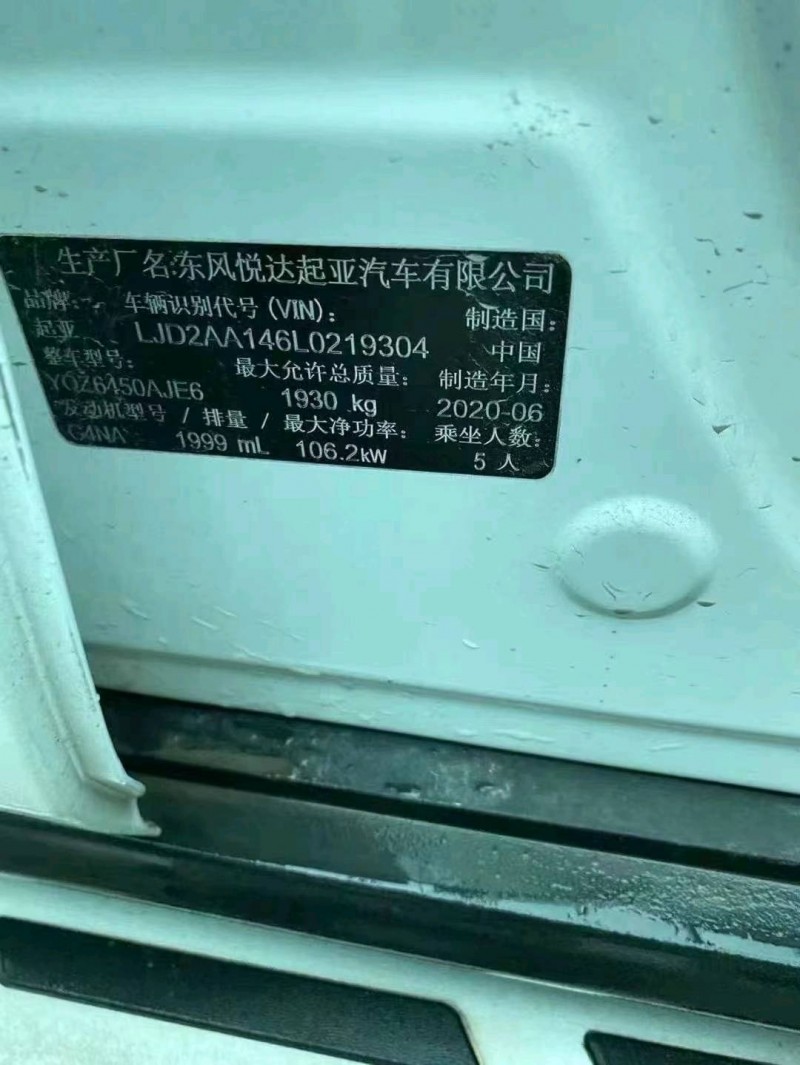 生产厂名:东风悦达起亚汽车有限公司
品牌: 车辆识别代号(VIN): 制造国:
起亚 LJD2AA146L0219304 中国
整车型号: 最大允许总质量: 制造年月:
YQZ6450AJE6 1930 kg 2020-06
发动机型号 / 排量 / 最大净功率: 乘坐人数:
G4NA 1999 mL 106.2kW 5 人